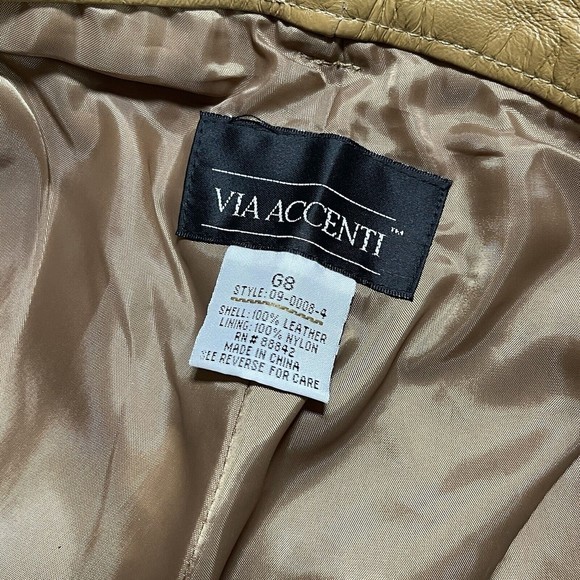 VIA ACCENTI™
G8
STYLE: 09-0008-4
SHELL: 100% LEATHER
LINING: 100% NYLON
RN# 88842
MADE IN CHINA
SEE REVERSE FOR CARE